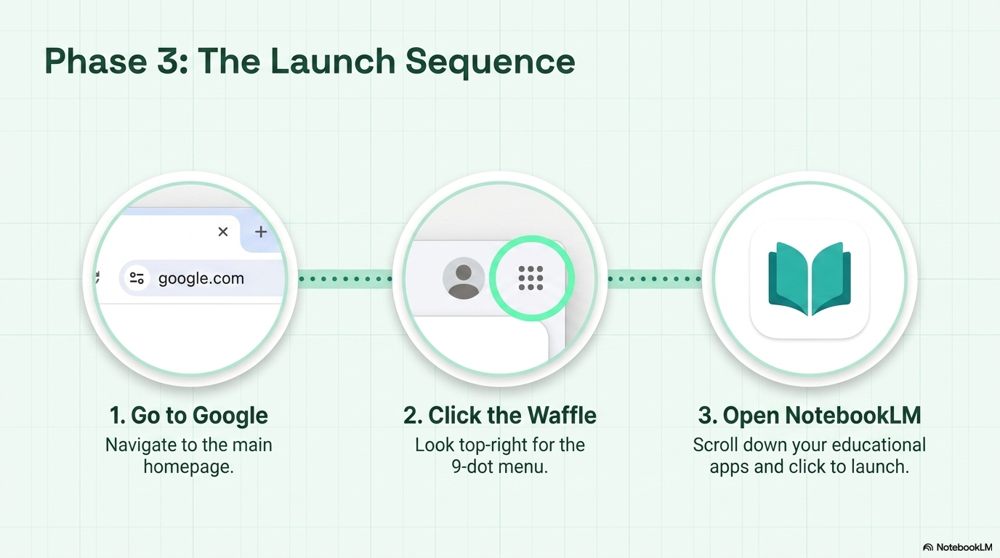 Phase 3: The Launch Sequence
google.com
1. Go to Google
Navigate to the main
homepage.
2. Click the Waffle
Look top-right for the
9-dot menu.
3. Open NotebookLM
Scroll down your educational
apps and click to launch.
NotebookLM